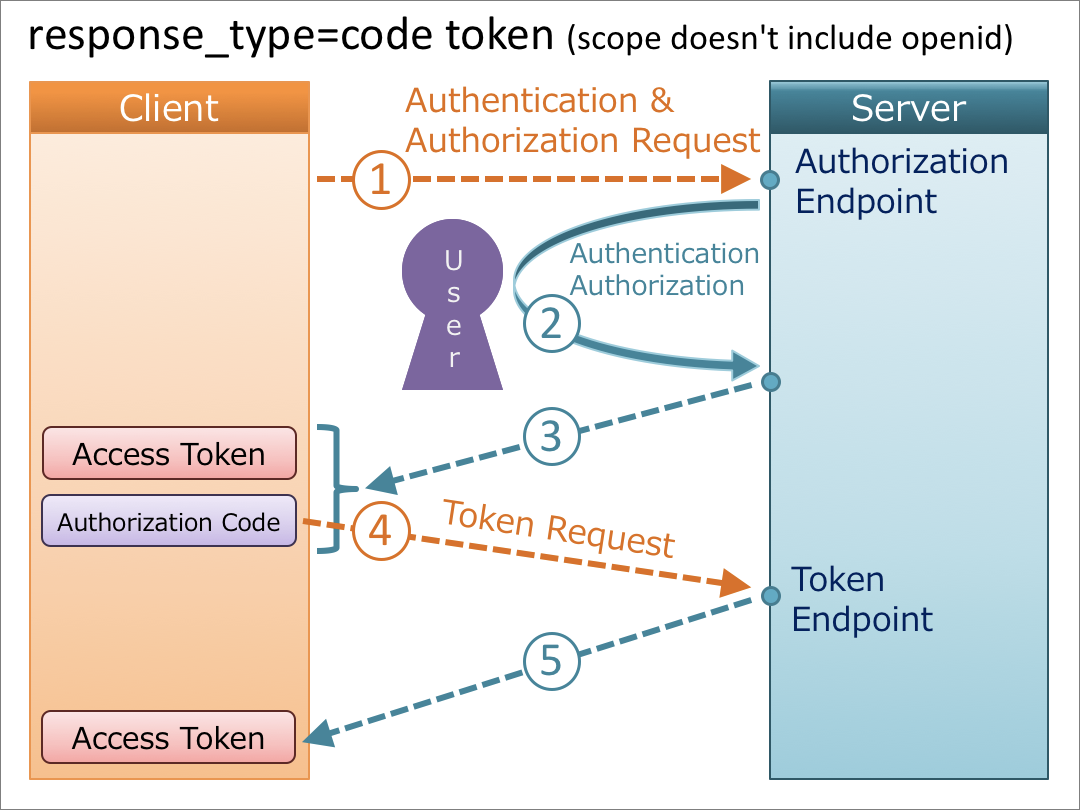 response_type=code token (scope doesn't include openid)
Client
Authentication &
Authorization Request
Server
1
Authorization
Endpoint
User
Authentication
Authorization
2
3
Access Token
Authorization Code
4
Token Request
Token
Endpoint
5
Access Token